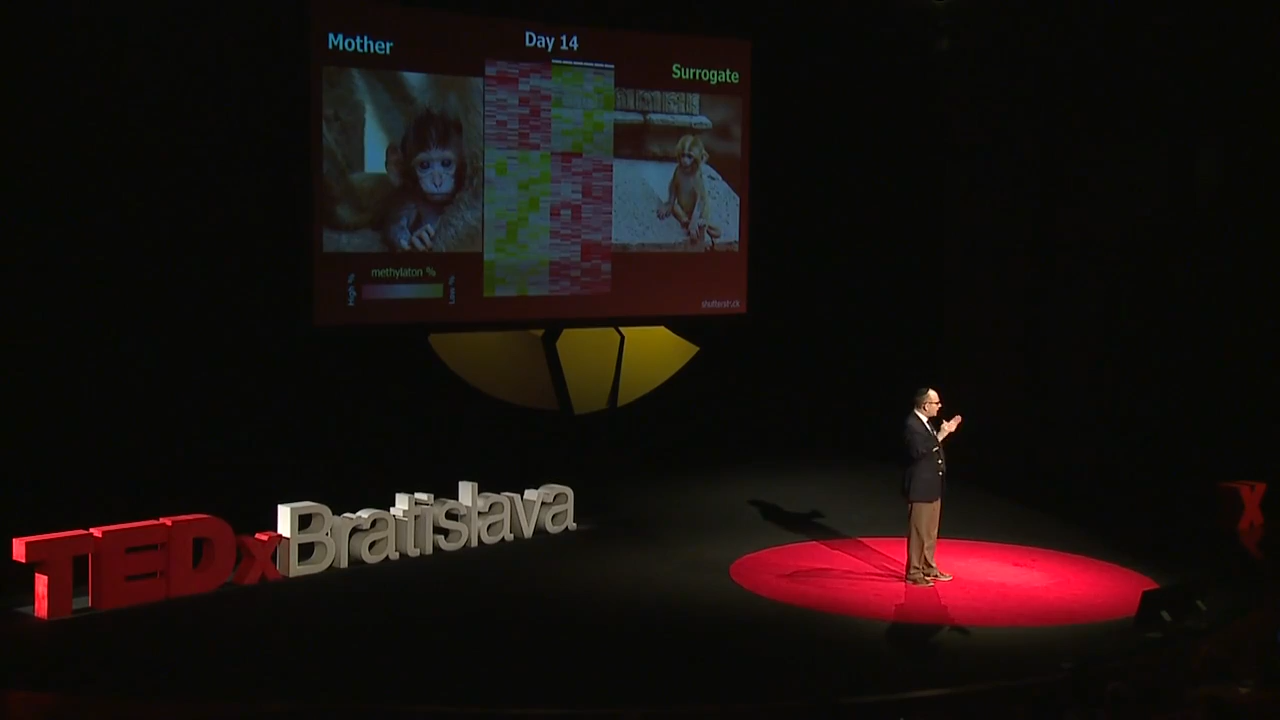 Mother
Day 14
Surrogate
methylaton %
High %
Low %
shutterstock
TEDxBratislava
X